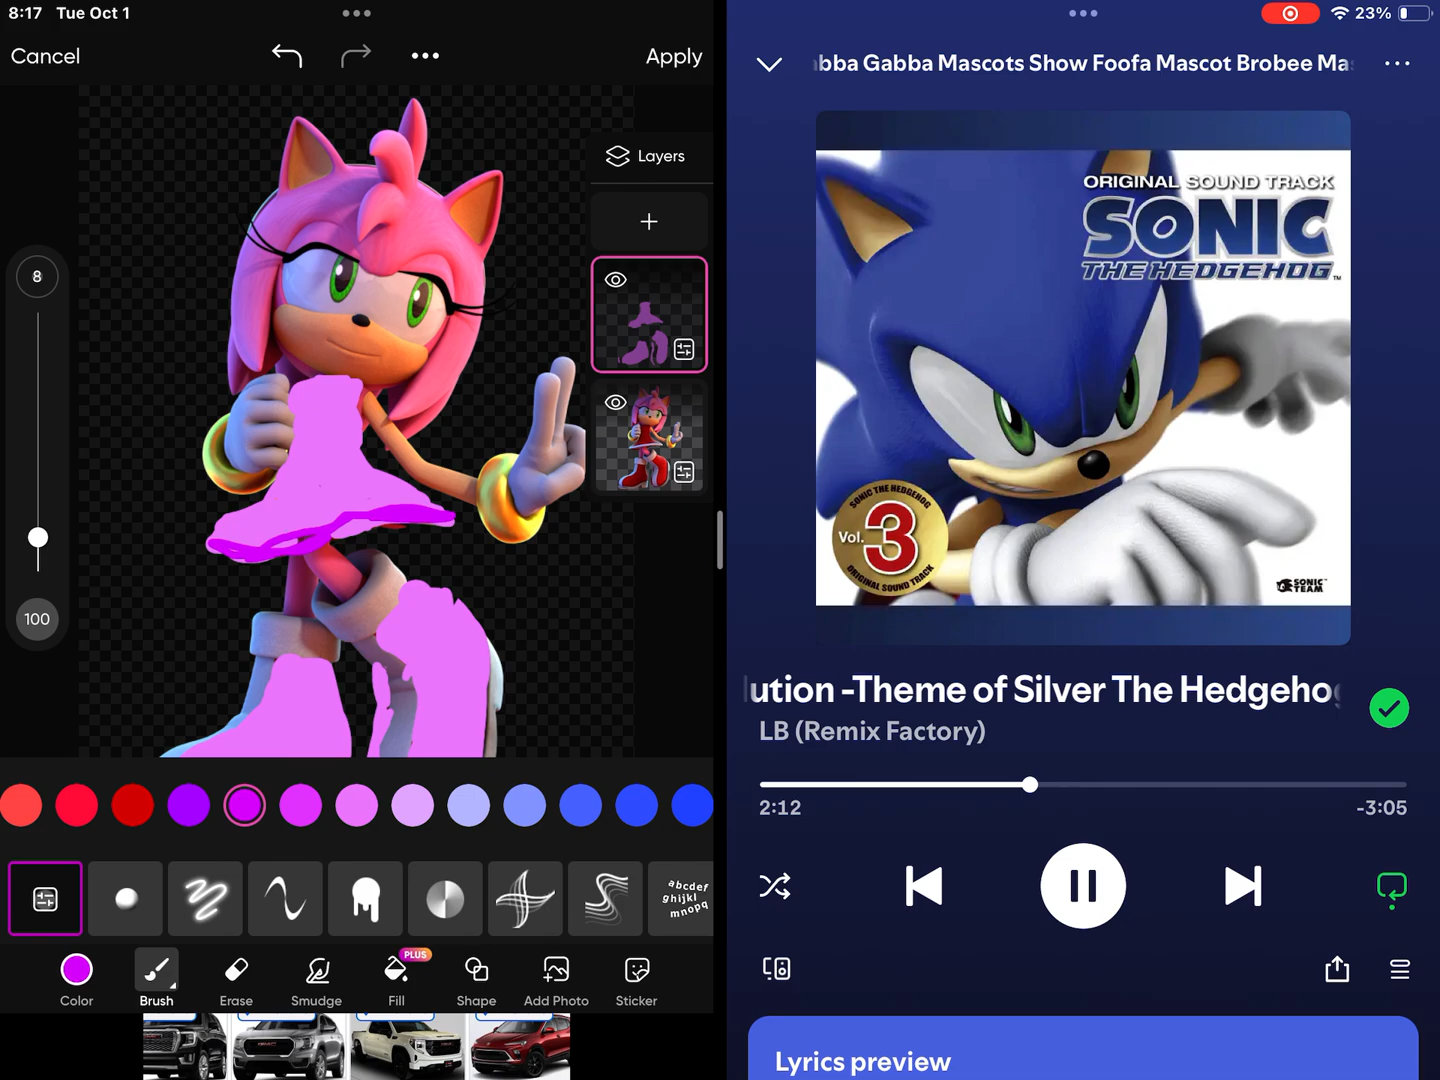 8:17 Tue Oct 1
Cancel
Apply
Layers
8
100
PLUS
Color
Brush
Erase
Smudge
Fill
Shape
Add Photo
Sticker
abcdef
ghijkl
mnopq
23%
bba Gabba Mascots Show Foofa Mascot Brobee Ma
ORIGINAL SOUND TRACK
SONIC
THE HEDGEHOG
TM
SONIC THE HEDGEHOG
Vol.
3
ORIGINAL SOUND TRACK
SONIC
TEAM
lution -Theme of Silver The Hedgehog
LB (Remix Factory)
2:12
-3:05
Lyrics preview